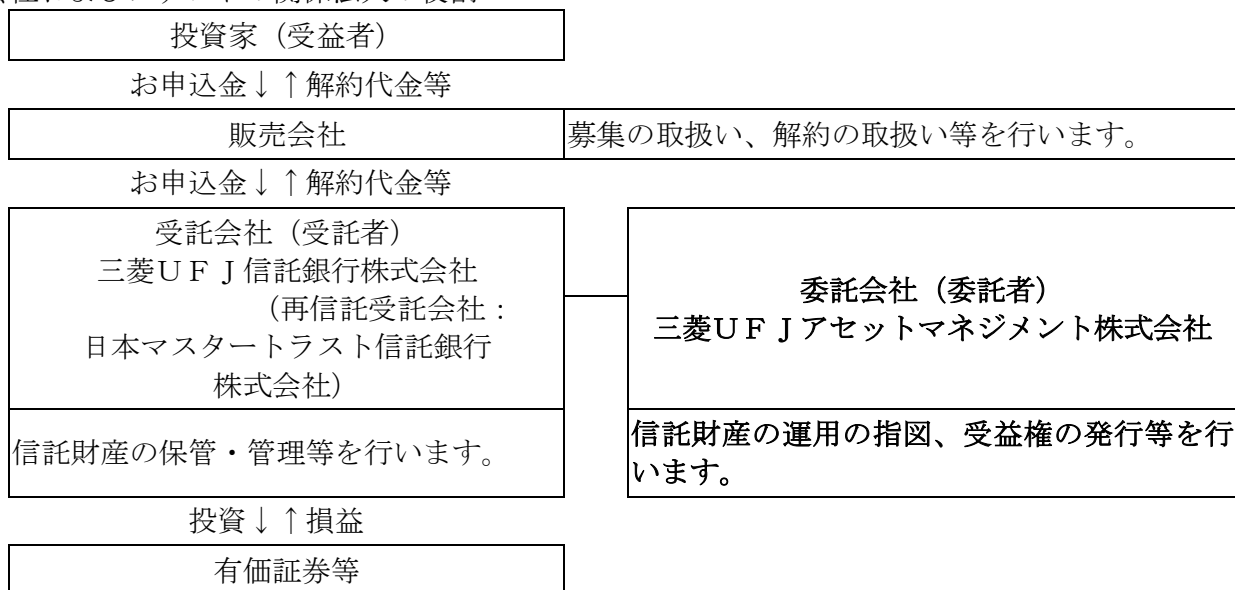 投資家（受益者）
お申込金↓↑解約代金等
販売会社
募集の取扱い、解約の取扱い等を行います。
お申込金↓↑解約代金等
受託会社（受託者）
三菱ＵＦＪ信託銀行株式会社
（再信託受託会社：
日本マスタートラスト信託銀行
株式会社）
委託会社（委託者）
三菱ＵＦＪアセットマネジメント株式会社
信託財産の保管・管理等を行います。
信託財産の運用の指図、受益権の発行等を行
います。
投資↓↑損益
有価証券等